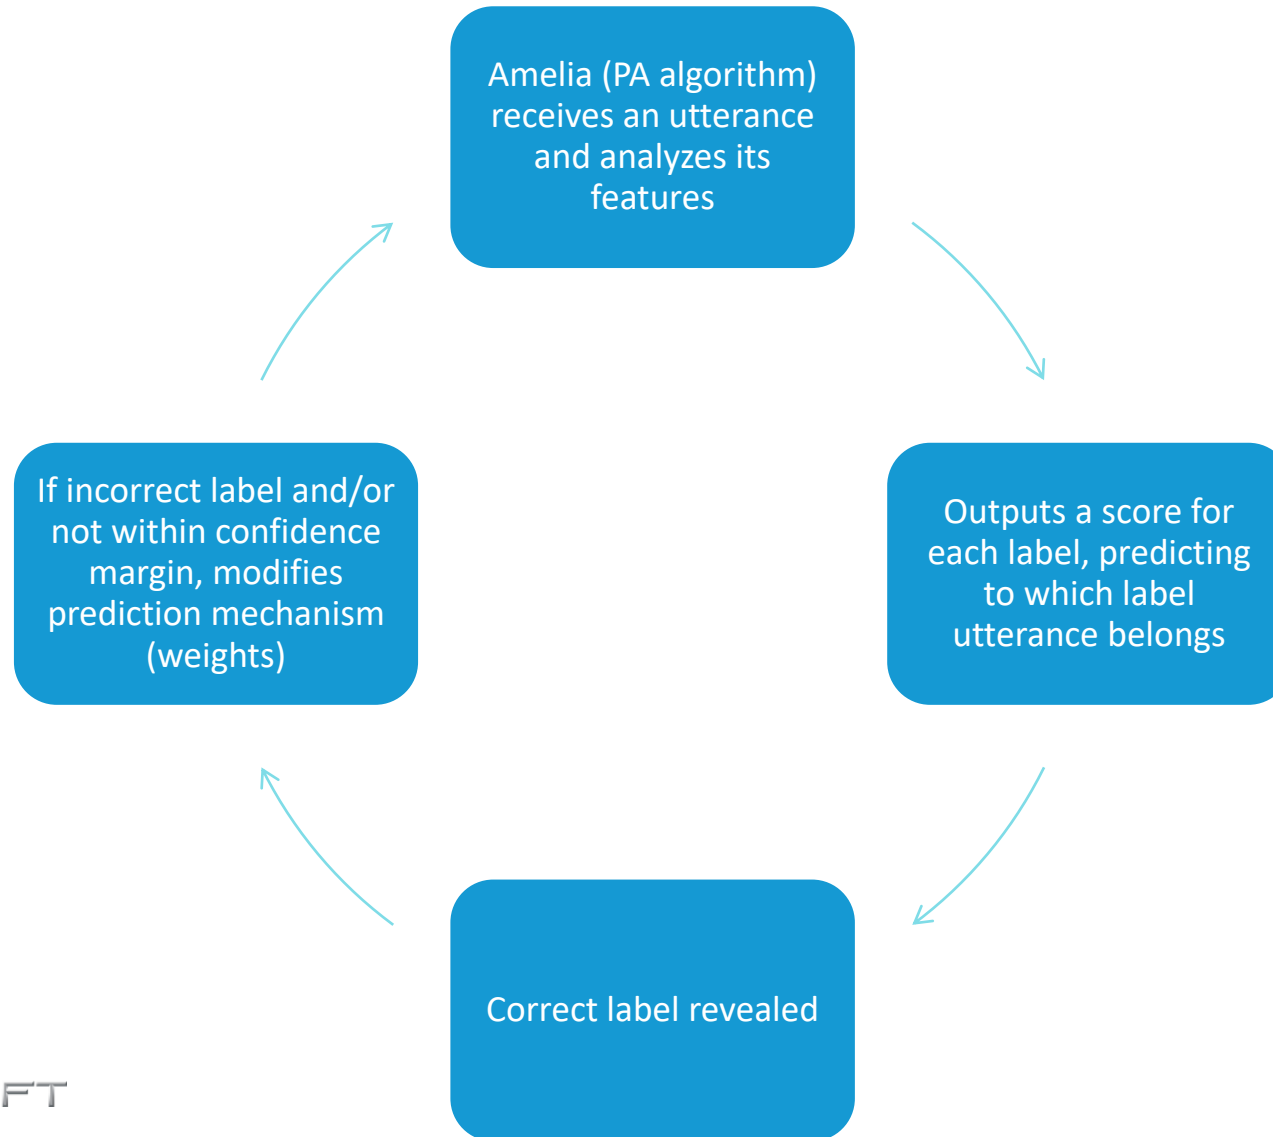 Amelia (PA algorithm)
receives an utterance
and analyzes its
features
Outputs a score for
each label, predicting
to which label
utterance belongs
Correct label revealed
If incorrect label and/or
not within confidence
margin, modifies
prediction mechanism
(weights)
FT